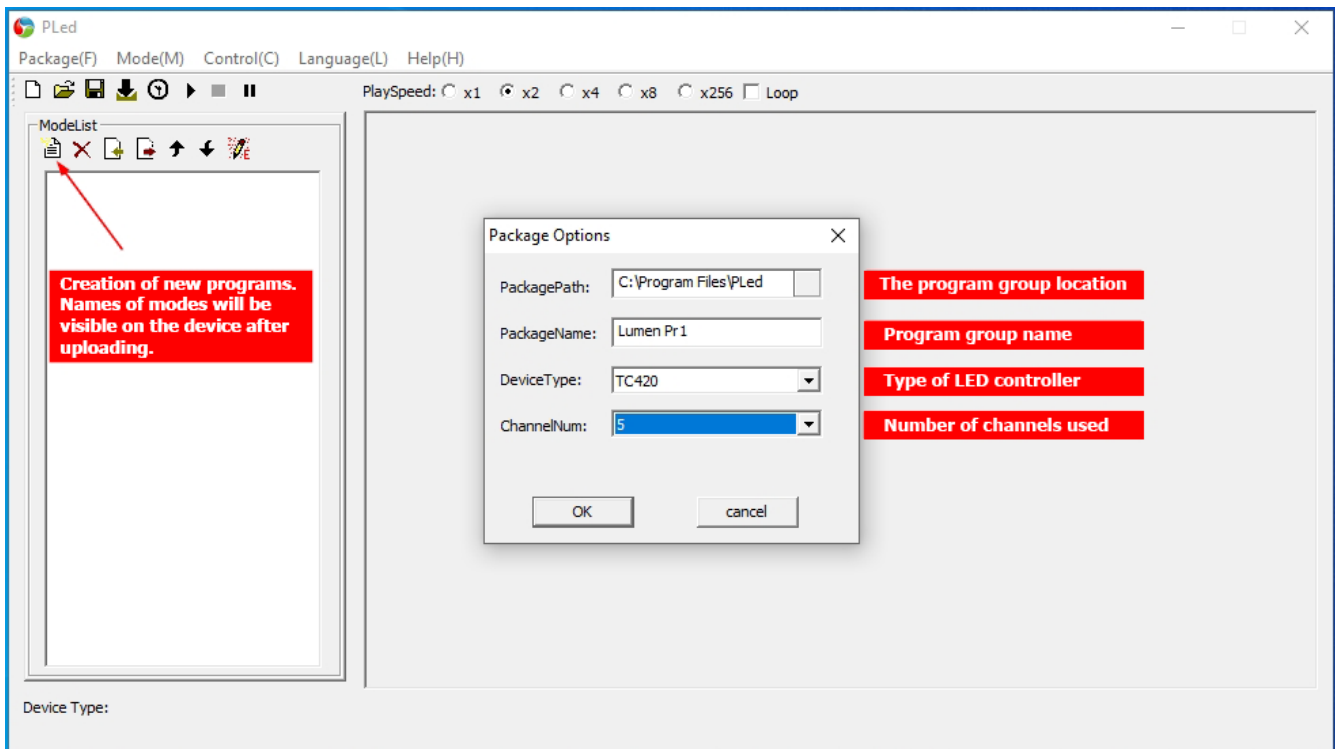 PLed
Package(F) Mode(M) Control(C) Language(L) Help(H)
PlaySpeed: x1 x2 x4 x8 x256 Loop
ModeList
E
Creation of new programs.
Names of modes will be
visible on the device after
uploading.
Package Options
PackagePath: C:\Program Files\PLed
The program group location
PackageName: Lumen Pr1
Program group name
DeviceType: TC420
Type of LED controller
ChannelNum: 5
Number of channels used
OK cancel
Device Type: